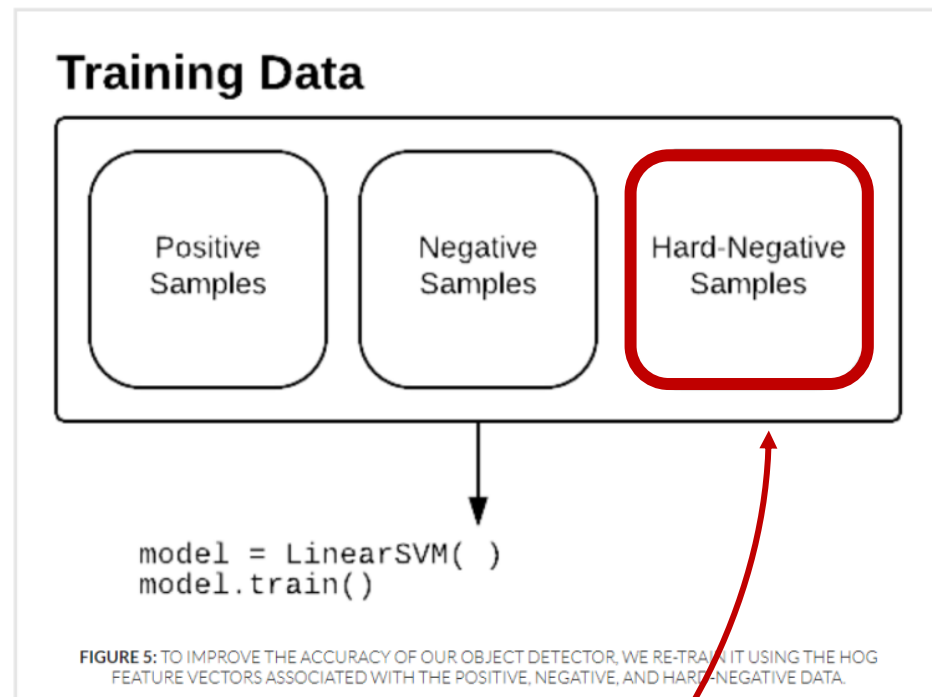 Training Data
Positive
Samples
Negative
Samples
Hard-Negative
Samples
model = LinearSVM( )
model.train()
FIGURE 5: TO IMPROVE THE ACCURACY OF OUR OBJECT DETECTOR, WE RE-TRAIN IT USING THE HOG
FEATURE VECTORS ASSOCIATED WITH THE POSITIVE, NEGATIVE, AND HARD-NEGATIVE DATA.